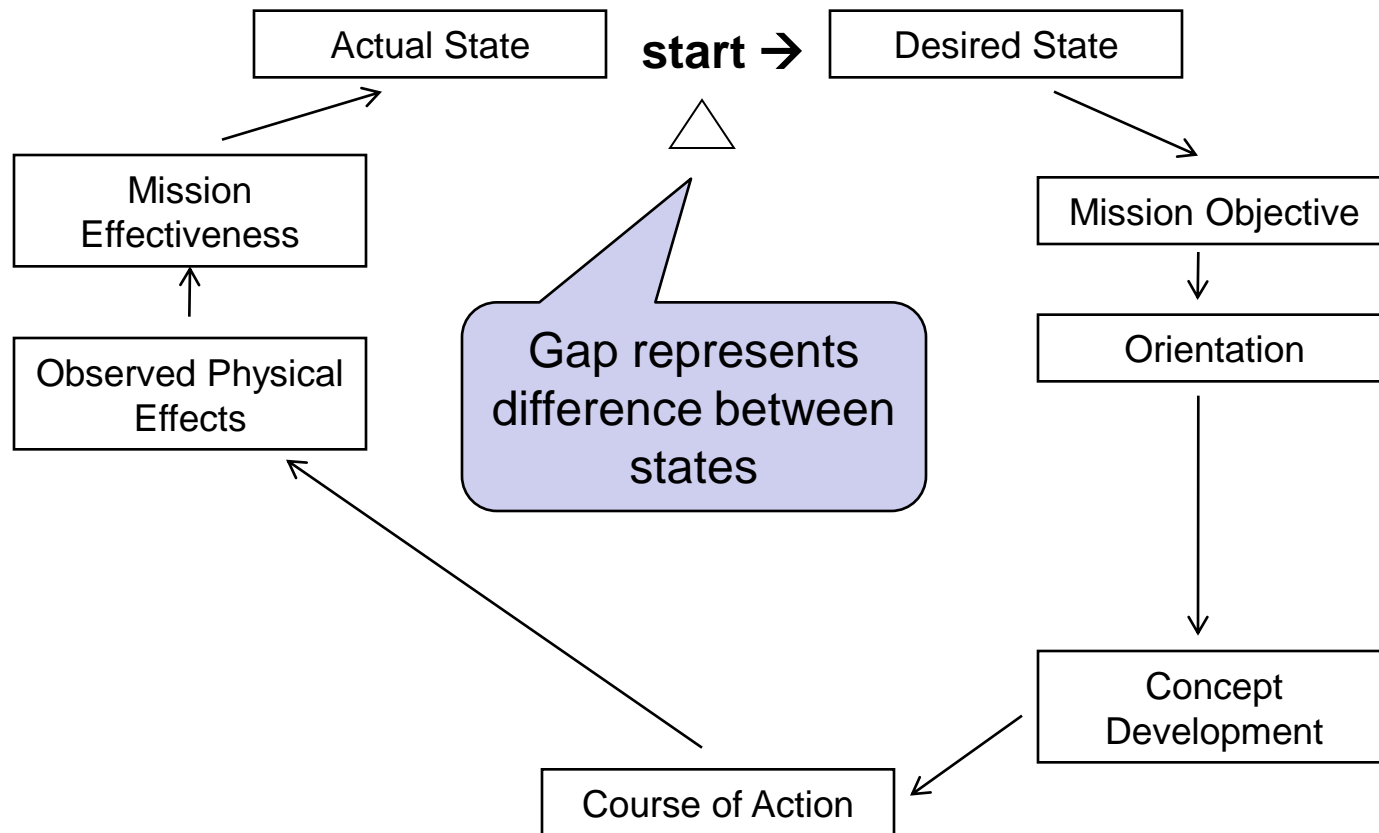 Actual State
start →
Desired State
Mission
Effectiveness
Mission Objective
Gap represents
difference between
states
Orientation
Observed Physical
Effects
Concept
Development
Course of Action